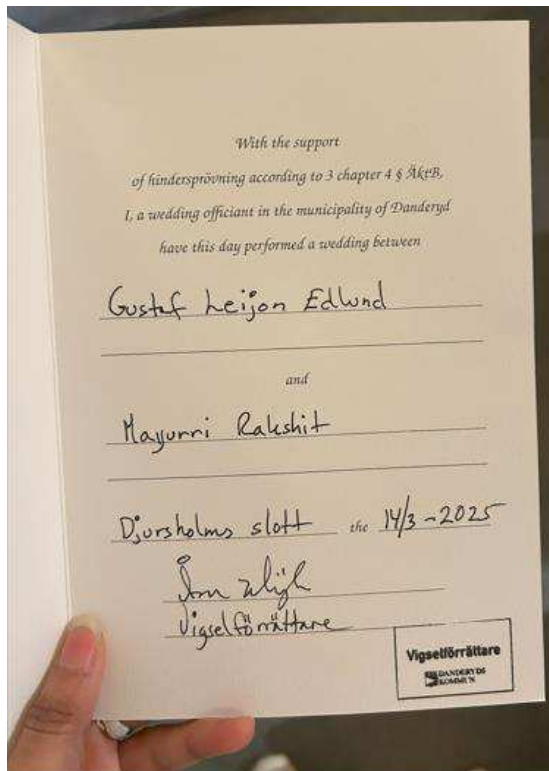 With the support
of hindersprövning according to 3 chapter 4 § ÄktB,
I, a wedding officiant in the municipality of Danderyd
have this day performed a wedding between
Gustaf Leijon Edlund
and
Mayurri Rakshit
Djursholms slott the 14/3-2025
Vigselförrättare
Vigselförrättare
DANDERYDS
KOMMUN